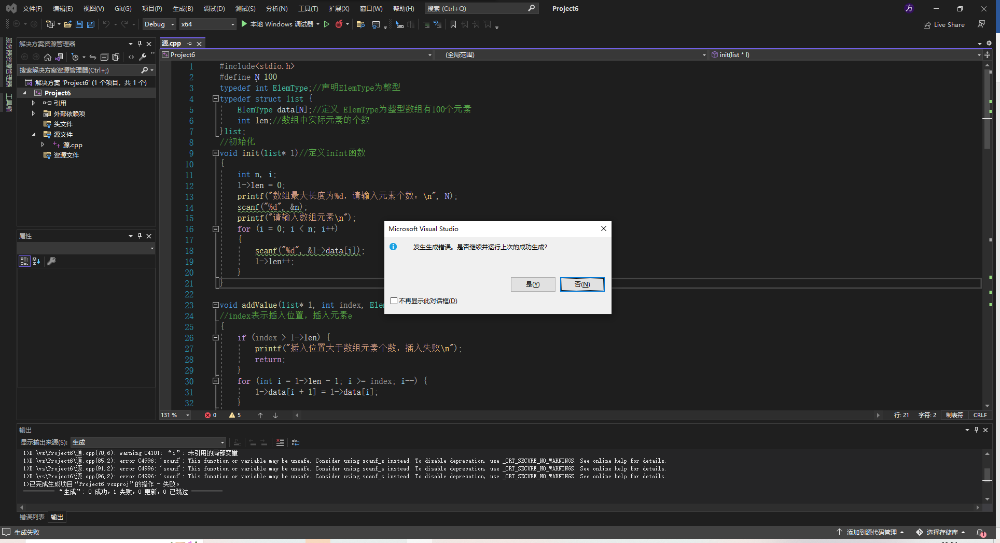 文件(F) 编辑(E) 视图(V) Git(G) 项目(P) 生成(B) 调试(D) 测试(S) 分析(N) 工具(T) 扩展(X) 窗口(W) 帮助(H) 搜索 (Ctrl+Q) Project6 方
Debug x64 本地 Windows 调试器 Live Share
服务器资源管理器
工具箱
解决方案资源管理器
搜索解决方案资源管理器(Ctrl+;)
解决方案 'Project6' (1 个项目，共 1 个)
Project6
引用
外部依赖项
头文件
源文件
源.cpp
资源文件
属性
源.cpp
Project6 (全局范围) init(list * l)
1 #include<stdio.h>
2 #define N 100
3 typedef int ElemType;//声明ElemType为整型
4 typedef struct list {
5 ElemType data[N];//定义 ElemType为整型数组有100个元素
6 int len;//数组中实际元素的个数
7 }list;
8 //初始化
9 void init(list* l)//定义inint函数
10 {
11 int n, i;
12 l->len = 0;
13 printf("数组最大长度为%d，请输入元素个数：\n", N);
14 scanf("%d", &n);
15 printf("请输入数组元素\n");
16 for (i = 0; i < n; i++)
17 {
18 scanf("%d", &l->data[i]);
19 l->len++;
20 }
21 }
22
23 void addValue(list* l, int index, Ele
24 //index表示插入位置，插入元素e
25 {
26 if (index > l->len) {
27 printf("插入位置大于数组元素个数，插入失败\n");
28 return;
29 }
30 for (int i = l->len - 1; i >= index; i--) {
31 l->data[i + 1] = l->data[i];
32 }
Microsoft Visual Studio
发生生成错误。是否继续并运行上次的成功生成?
是(Y) 否(N)
不再显示此对话框(D)
131 % 0 5 行: 21 字符: 2 制表符 CRLF
输出
显示输出来源(S): 生成
1>D:\vs\Project6\源.cpp(70,6): warning C4101: “i”: 未引用的局部变量
1>D:\vs\Project6\源.cpp(85,2): error C4996: 'scanf': This function or variable may be unsafe. Consider using scanf_s instead. To disable deprecation, use _CRT_SECURE_NO_WARNINGS. See online help for details.
1>D:\vs\Project6\源.cpp(91,2): error C4996: 'scanf': This function or variable may be unsafe. Consider using scanf_s instead. To disable deprecation, use _CRT_SECURE_NO_WARNINGS. See online help for details.
1>D:\vs\Project6\源.cpp(96,2): error C4996: 'scanf': This function or variable may be unsafe. Consider using scanf_s instead. To disable deprecation, use _CRT_SECURE_NO_WARNINGS. See online help for details.
1>已完成生成项目“Project6.vcxproj”的操作 - 失败。
========== “生成”: 0 成功，1 失败，0 更新，0 已跳过 ==========
错误列表 输出
生成失败 添加到源代码管理 选择存储库 1